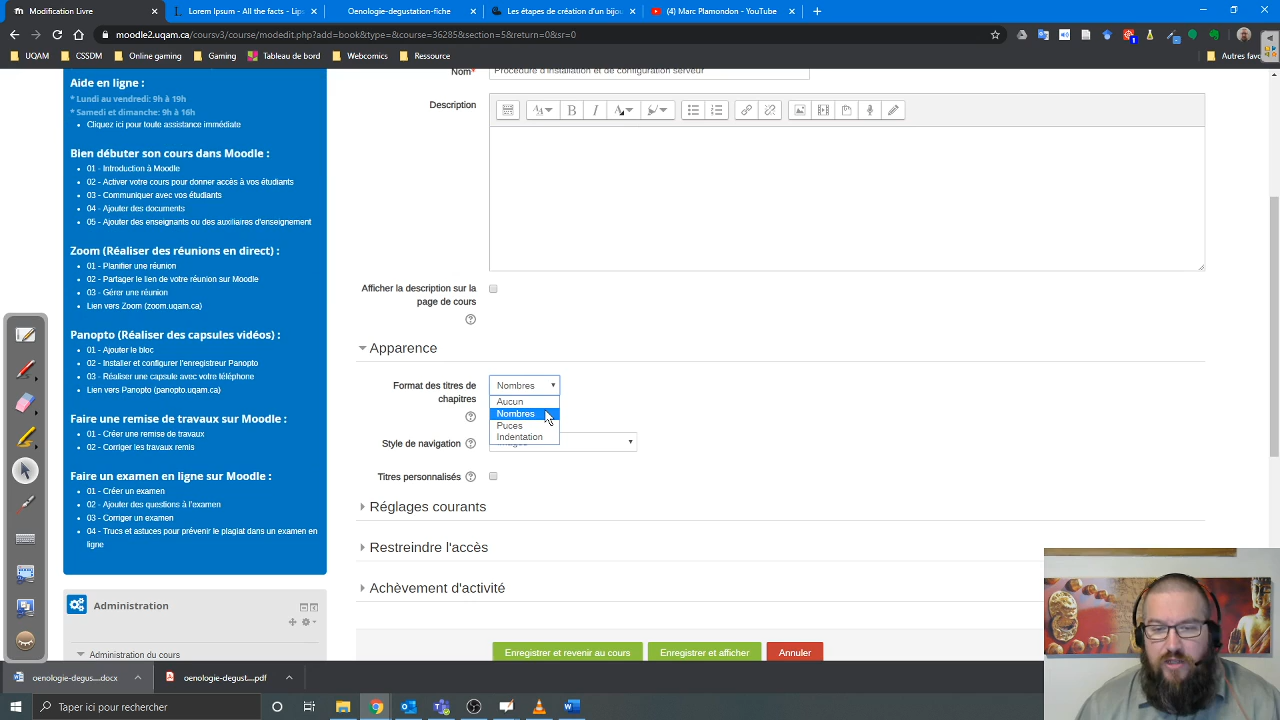 Modification Livre
Lorem Ipsum - All the facts - Lips
Oenologie-degustation-fiche
Les étapes de création d'un bijou
(4) Marc Plamondon - YouTube
moodle2.uqam.ca/coursv3/course/modedit.php?add=book&type=&course=36285&section=5&return=0&sr=0
UQAM
CSSDM
Online gaming
Gaming
Tableau de bord
Webcomics
Ressource
Autres favo
Aide en ligne :
* Lundi au vendredi: 9h à 19h
* Samedi et dimanche: 9h à 16h
Cliquez ici pour toute assistance immédiate
Bien débuter son cours dans Moodle :
01 - Introduction à Moodle
02 - Activer votre cours pour donner accès à vos étudiants
03 - Communiquer avec vos étudiants
04 - Ajouter des documents
05 - Ajouter des enseignants ou des auxiliaires d'enseignement
Zoom (Réaliser des réunions en direct) :
01 - Planifier une réunion
02 - Partager le lien de votre réunion sur Moodle
03 - Gérer une réunion
Lien vers Zoom (zoom.uqam.ca)
Panopto (Réaliser des capsules vidéos) :
01 - Ajouter le bloc
02 - Installer et configurer l'enregistreur Panopto
03 - Réaliser une capsule avec votre téléphone
Lien vers Panopto (panopto.uqam.ca)
Faire une remise de travaux sur Moodle :
01 - Créer une remise de travaux
02 - Corriger les travaux remis
Faire un examen en ligne sur Moodle :
01 - Créer un examen
02 - Ajouter des questions à l'examen
03 - Corriger un examen
04 - Trucs et astuces pour prévenir le plagiat dans un examen en
ligne
Administration
Administration du cours
Nom*
Procédure d'installation et de configuration serveur
Description
Afficher la description sur la
page de cours
Apparence
Format des titres de
chapitres
Nombres
Aucun
Nombres
Puces
Indentation
Style de navigation
Titres personnalisés
Réglages courants
Restreindre l'accès
Achèvement d'activité
Enregistrer et revenir au cours
Enregistrer et afficher
Annuler
oenologie-degus....docx
oenologie-degust....pdf
Taper ici pour rechercher